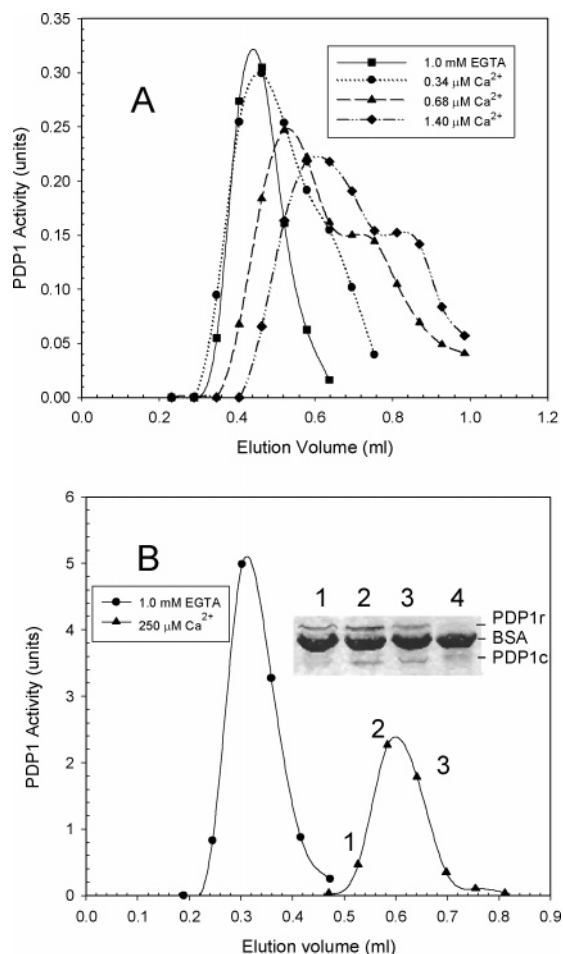 A
1.0 mM EGTA
0.34 μM Ca²⁺
0.68 μM Ca²⁺
1.40 μM Ca²⁺
PDP1 Activity (units)
0.35
0.30
0.25
0.20
0.15
0.10
0.05
0.00
0.0 0.2 0.4 0.6 0.8 1.0 1.2
Elution Volume (ml)
B
1.0 mM EGTA
250 μM Ca²⁺
1 2 3 4
PDP1r
BSA
PDP1c
PDP1 Activity (units)
6
5
4
3
2
1
0
1
2
3
0.0 0.1 0.2 0.3 0.4 0.5 0.6 0.7 0.8 0.9
Elution volume (ml)